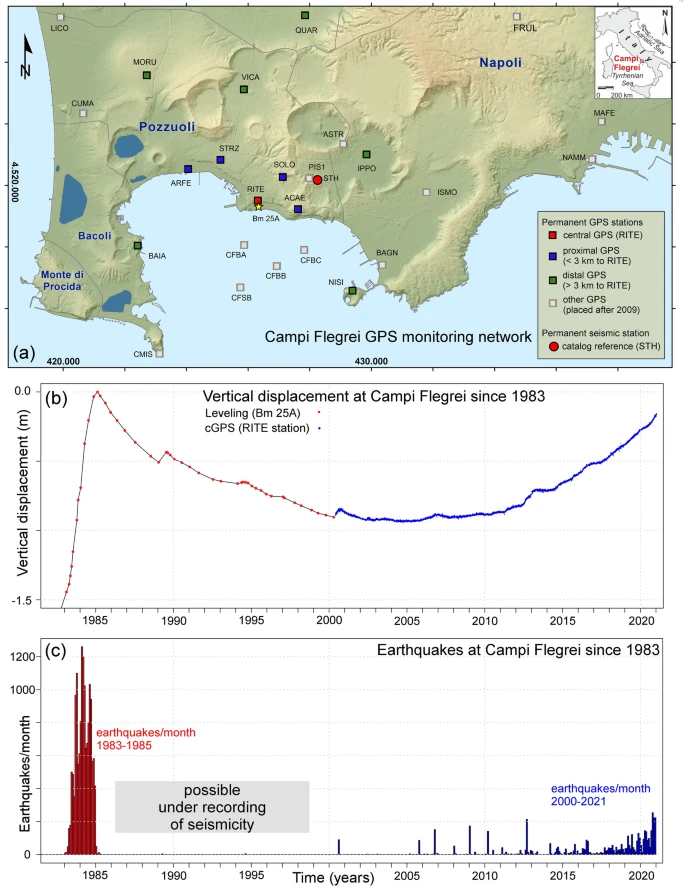 LICO
QUAR
FRUL
N
N
Italy
Adriatic Sea
Campi
Flegrei
Tyrrhenian
Sea
0 200 km
MORU
VICA
Napoli
CUMA
MAFE
Pozzuoli
ASTR
STRZ
NAMM
SOLO
PIS1
IPPO
ARFE
STH
4.520.000
RITE
ACAE
ISMO
Bm 25A
Bacoli
BAIA
CFBA
CFBC
BAGN
CFBB
Monte di
Procida
CFSB
NISI
CMIS
Permanent GPS stations
central GPS (RITE)
proximal GPS
(< 3 km to RITE)
distal GPS
(> 3 km to RITE)
other GPS
(placed after 2009)
Permanent seismic station
catalog reference (STH)
(a)
Campi Flegrei GPS monitoring network
420.000 430.000
(b)
Vertical displacement at Campi Flegrei since 1983
Leveling (Bm 25A)
cGPS (RITE station)
Vertical displacement (m)
0.0
-1.5
1985 1990 1995 2000 2005 2010 2015 2020
(c)
Earthquakes at Campi Flegrei since 1983
Earthquakes/month
1200
1000
0
earthquakes/month
1983-1985
possible
under recording
of seismicity
earthquakes/month
2000-2021
1985 1990 1995 2000 2005 2010 2015 2020
Time (years)